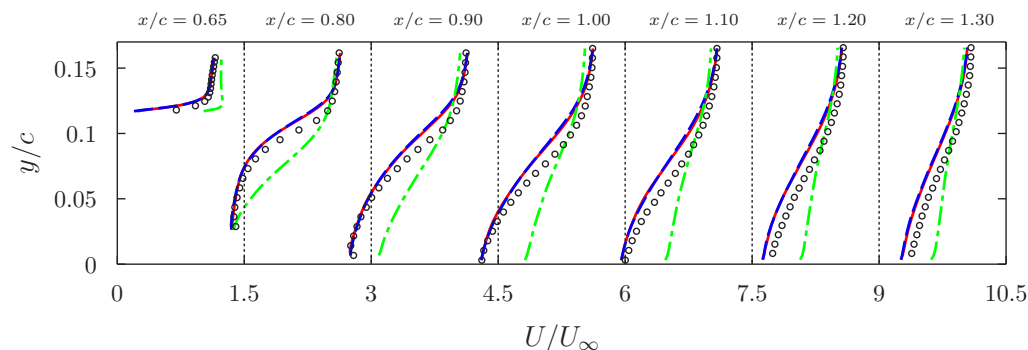 x/c = 0.65 x/c = 0.80 x/c = 0.90 x/c = 1.00 x/c = 1.10 x/c = 1.20 x/c = 1.30
0.15
0.1
0.05
0
y/c
0 1.5 3 4.5 6 7.5 9 10.5
U/U∞